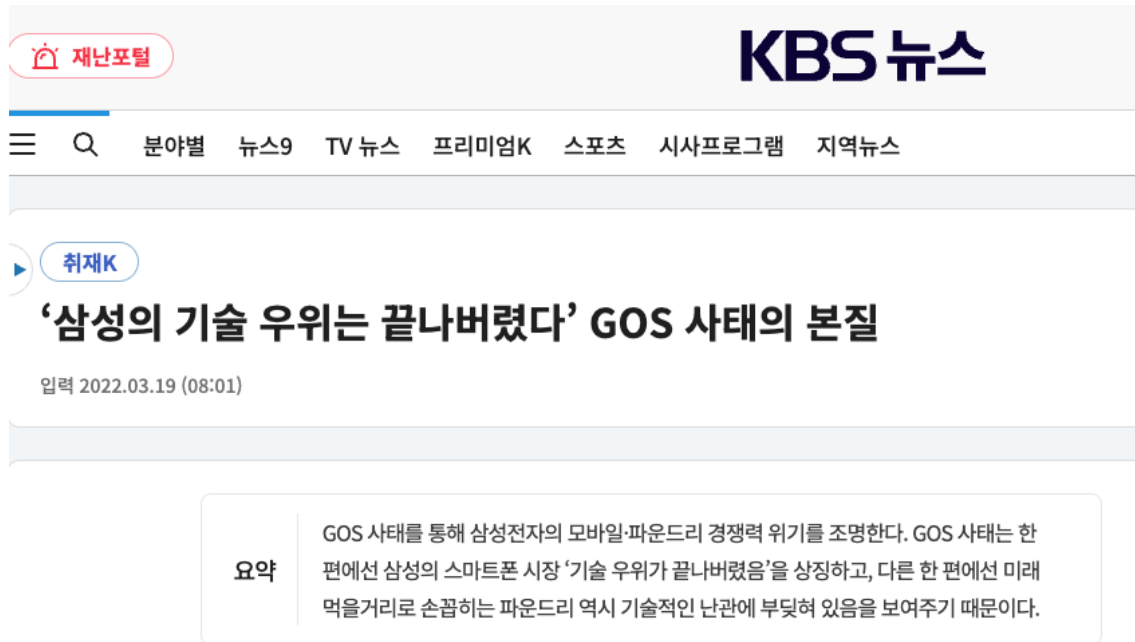 재난포털
KBS 뉴스
분야별 뉴스9 TV 뉴스 프리미엄K 스포츠 시사프로그램 지역뉴스
취재K
‘삼성의 기술 우위는 끝나버렸다’ GOS 사태의 본질
입력 2022.03.19 (08:01)
요약
GOS 사태를 통해 삼성전자의 모바일·파운드리 경쟁력 위기를 조명한다. GOS 사태는 한
편에선 삼성의 스마트폰 시장 ‘기술 우위가 끝나버렸음’을 상징하고, 다른 한 편에선 미래
먹을거리로 손꼽히는 파운드리 역시 기술적인 난관에 부딪혀 있음을 보여주기 때문이다.